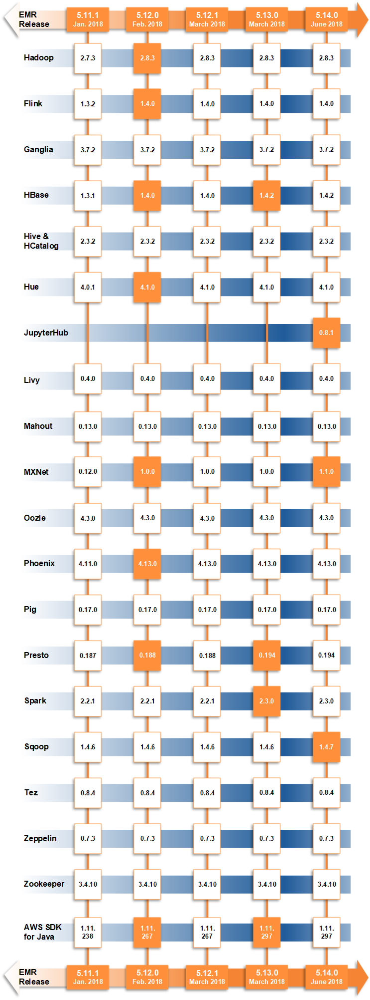 EMR Release 5.11.1 5.12.0 5.12.1 5.13.0 5.14.0
Jan. 2018 Feb. 2018 March 2018 March 2018 June 2018
Hadoop 2.7.3 2.8.3 2.8.3 2.8.3 2.8.3
Flink 1.3.2 1.4.0 1.4.0 1.4.0 1.4.0
Ganglia 3.7.2 3.7.2 3.7.2 3.7.2 3.7.2
HBase 1.3.1 1.4.0 1.4.0 1.4.2 1.4.2
Hive & HCatalog 2.3.2 2.3.2 2.3.2 2.3.2 2.3.2
Hue 4.0.1 4.1.0 4.1.0 4.1.0 4.1.0
JupyterHub 0.8.1
Livy 0.4.0 0.4.0 0.4.0 0.4.0 0.4.0
Mahout 0.13.0 0.13.0 0.13.0 0.13.0 0.13.0
MXNet 0.12.0 1.0.0 1.0.0 1.0.0 1.1.0
Oozie 4.3.0 4.3.0 4.3.0 4.3.0 4.3.0
Phoenix 4.11.0 4.13.0 4.13.0 4.13.0 4.13.0
Pig 0.17.0 0.17.0 0.17.0 0.17.0 0.17.0
Presto 0.187 0.188 0.188 0.194 0.194
Spark 2.2.1 2.2.1 2.2.1 2.3.0 2.3.0
Sqoop 1.4.6 1.4.6 1.4.6 1.4.6 1.4.7
Tez 0.8.4 0.8.4 0.8.4 0.8.4 0.8.4
Zeppelin 0.7.3 0.7.3 0.7.3 0.7.3 0.7.3
Zookeeper 3.4.10 3.4.10 3.4.10 3.4.10 3.4.10
AWS SDK 1.11. 1.11. 1.11. 1.11. 1.11.
for Java 238 267 267 297 297
EMR Release 5.11.1 5.12.0 5.12.1 5.13.0 5.14.0
Jan. 2018 Feb. 2018 March 2018 March 2018 June 2018